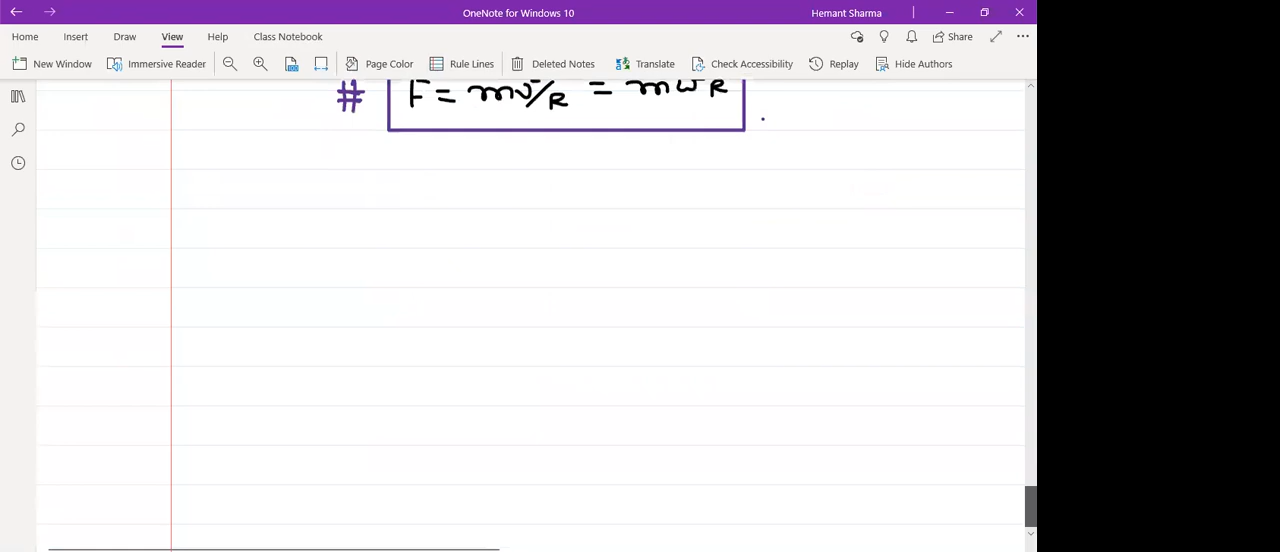 OneNote for Windows 10
Hemant Sharma
Home Insert Draw View Help Class Notebook
Share
New Window Immersive Reader Page Color Rule Lines Deleted Notes Translate Check Accessibility Replay Hide Authors
# F = mv²/R = mω²R